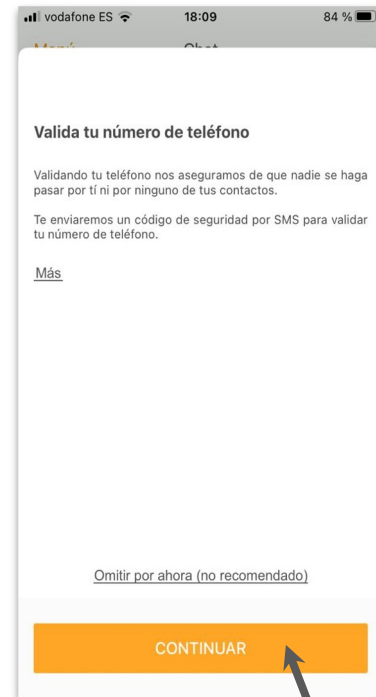 vodafone ES 18:09 84 %
Menú Chat
Valida tu número de teléfono
Validando tu teléfono nos aseguramos de que nadie se haga
pasar por tí ni por ninguno de tus contactos.
Te enviaremos un código de seguridad por SMS para validar
tu número de teléfono.
Más
Omitir por ahora (no recomendado)
CONTINUAR